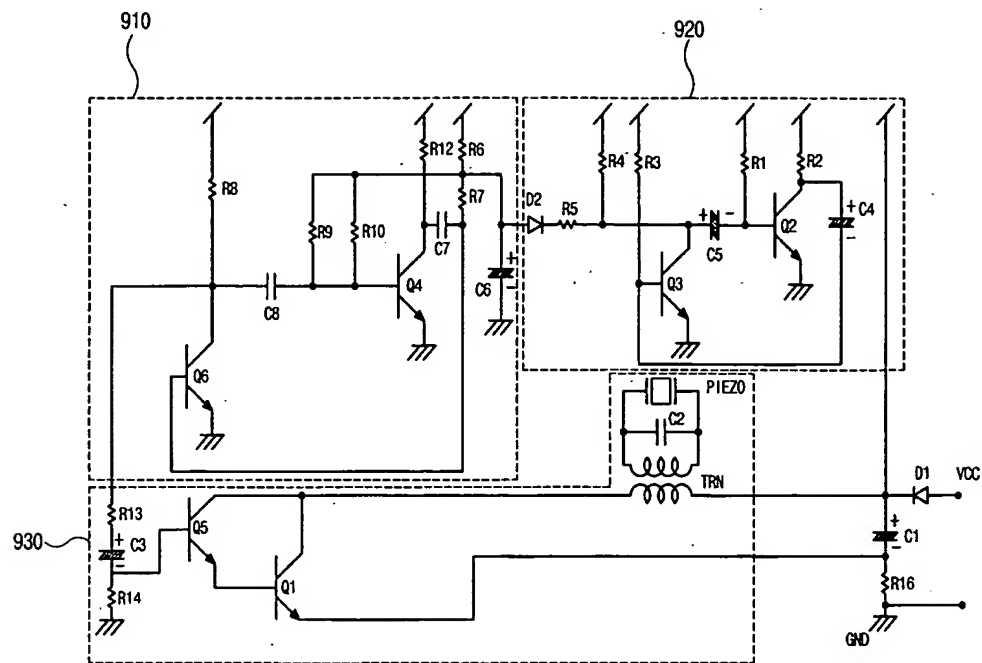 910
920
R8
R12
R6
R7
R9
R10
C7
C8
Q4
C6
+
-
Q6
D2
R5
R4
R3
R1
R2
+
-
C5
Q2
+
C4
-
Q3
PIEZO
C2
TRN
D1
VCC
+
C1
-
R16
GND
930
R13
+
C3
-
R14
Q5
Q1